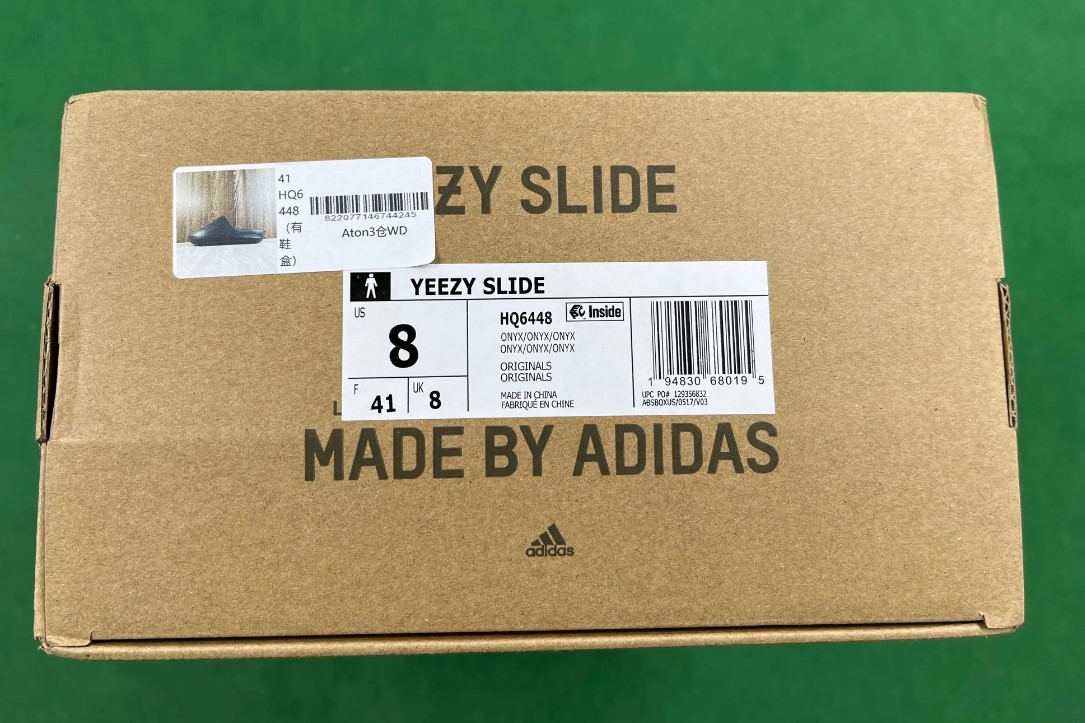 41
HQ6
448
（有
鞋
盒）
822077146744245
Aton3仓WD
ZY SLIDE
YEEZY SLIDE
US
8
F
41
UK
8
HQ6448
Inside
ONYX/ONYX/ONYX
ONYX/ONYX/ONYX
ORIGINALS
ORIGINALS
MADE IN CHINA
FABRIQUÉ EN CHINE
1 94830 68019 5
UPC PO# 129356832
ABSBOXUS/0517/V03
MADE BY ADIDAS
adidas